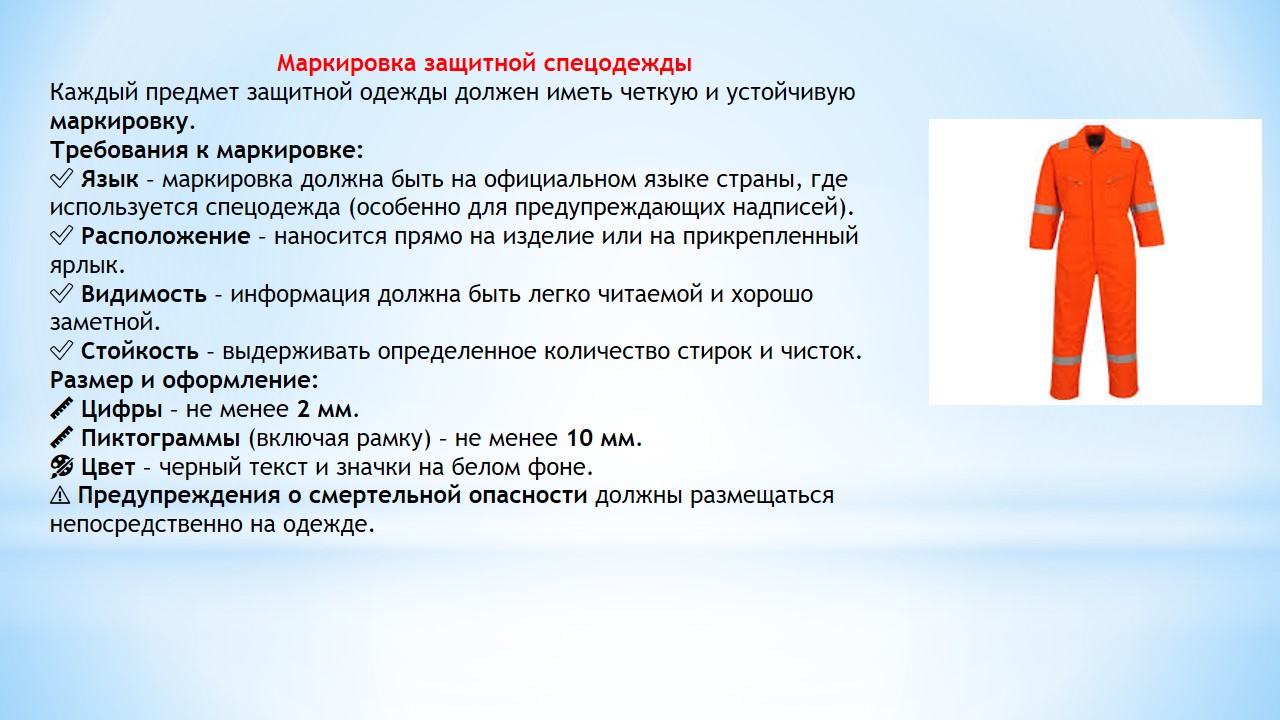 Маркировка защитной спецодежды
Каждый предмет защитной одежды должен иметь четкую и устойчивую
маркировку.
Требования к маркировке:
✅ Язык – маркировка должна быть на официальном языке страны, где
используется спецодежда (особенно для предупреждающих надписей).
✅ Расположение – наносится прямо на изделие или на прикрепленный
ярлык.
✅ Видимость – информация должна быть легко читаемой и хорошо
заметной.
✅ Стойкость – выдерживать определенное количество стирок и чисток.
Размер и оформление:
📏 Цифры – не менее 2 мм.
📏 Пиктограммы (включая рамку) – не менее 10 мм.
🎨 Цвет – черный текст и значки на белом фоне.
⚠ Предупреждения о смертельной опасности должны размещаться
непосредственно на одежде.